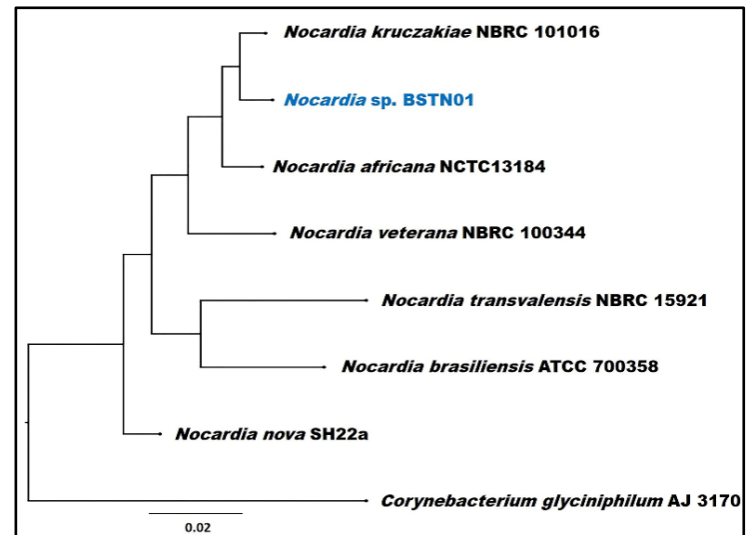 Nocardia kruczakiae NBRC 101016
Nocardia sp. BSTN01
Nocardia africana NCTC13184
Nocardia veterana NBRC 100344
Nocardia transvalensis NBRC 15921
Nocardia brasiliensis ATCC 700358
Nocardia nova SH22a
Corynebacterium glyciniphilum AJ 3170
0.02